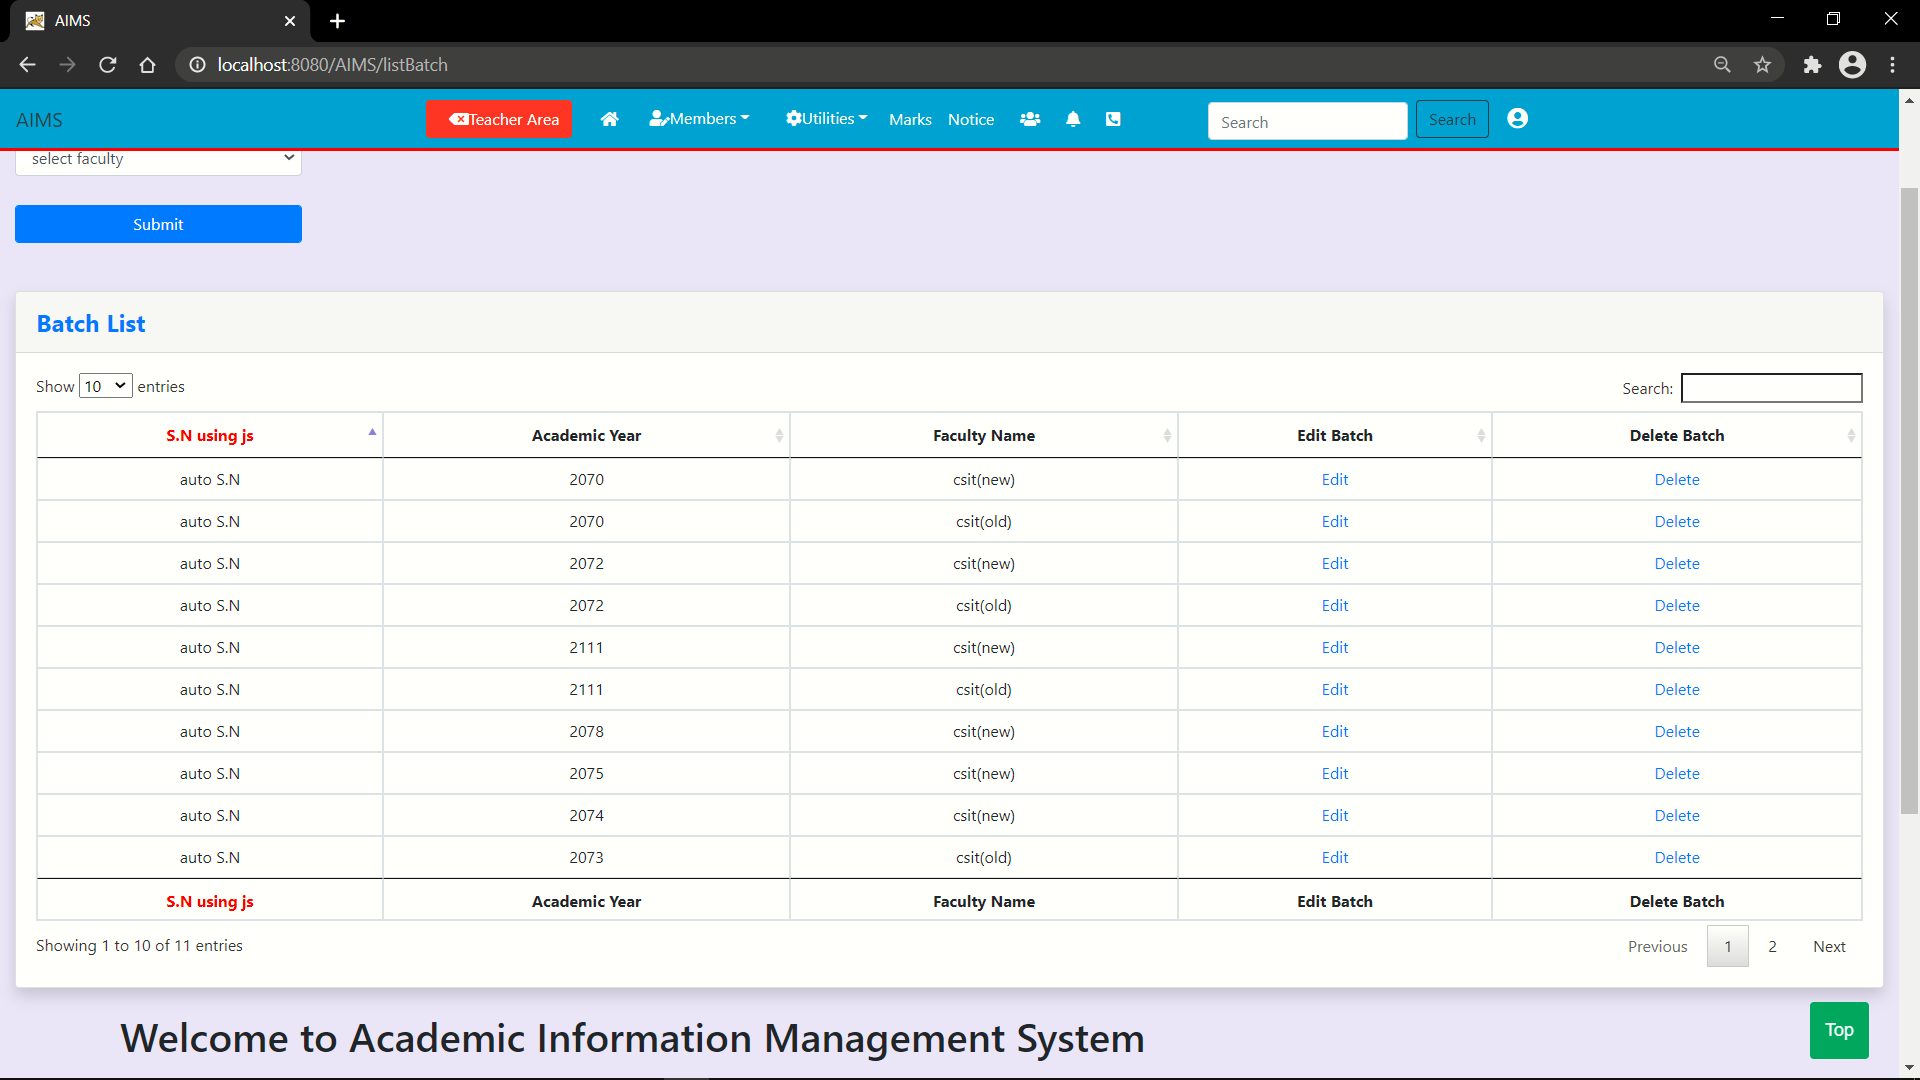 AIMS
localhost:8080/AIMS/listBatch
AIMS Teacher Area Members Utilities Marks Notice Search Search
select faculty
Submit
Batch List
Show 10 entries Search:
S.N using js Academic Year Faculty Name Edit Batch Delete Batch
auto S.N 2070 csit(new) Edit Delete
auto S.N 2070 csit(old) Edit Delete
auto S.N 2072 csit(new) Edit Delete
auto S.N 2072 csit(old) Edit Delete
auto S.N 2111 csit(new) Edit Delete
auto S.N 2111 csit(old) Edit Delete
auto S.N 2078 csit(new) Edit Delete
auto S.N 2075 csit(new) Edit Delete
auto S.N 2074 csit(new) Edit Delete
auto S.N 2073 csit(old) Edit Delete
S.N using js Academic Year Faculty Name Edit Batch Delete Batch
Showing 1 to 10 of 11 entries Previous 1 2 Next
Welcome to Academic Information Management System
Top